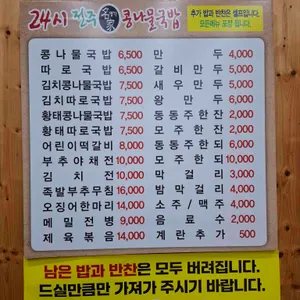 24시 전주 콩나물국밥
추가 밥과 반찬은 셀프입니다.
모든메뉴 포장 됩니다.
콩나물국밥 6,500 만두 4,000
따로국밥 6,500 갈비만두 5,000
김치콩나물국밥 7,500 새우만두 5,000
김치따로국밥 7,500 왕만두 6,000
황태콩나물국밥 7,500 동동주한잔 2,000
황태따로국밥 7,500 모주한잔 2,000
어린이떡갈비 8,000 동동주한되 10,000
부추야채전 10,000 모주한되 10,000
김치전 10,000 막걸리 3,000
족발부추무침 16,000 밤막걸리 4,000
오징어한마리 14,000 소주/맥주 4,000
메밀전병 9,000 음료수 2,000
제육볶음 14,000 계란추가 500
남은 밥과 반찬은 모두 버려집니다.
드실만큼만 가져가 주시기 바랍니다.